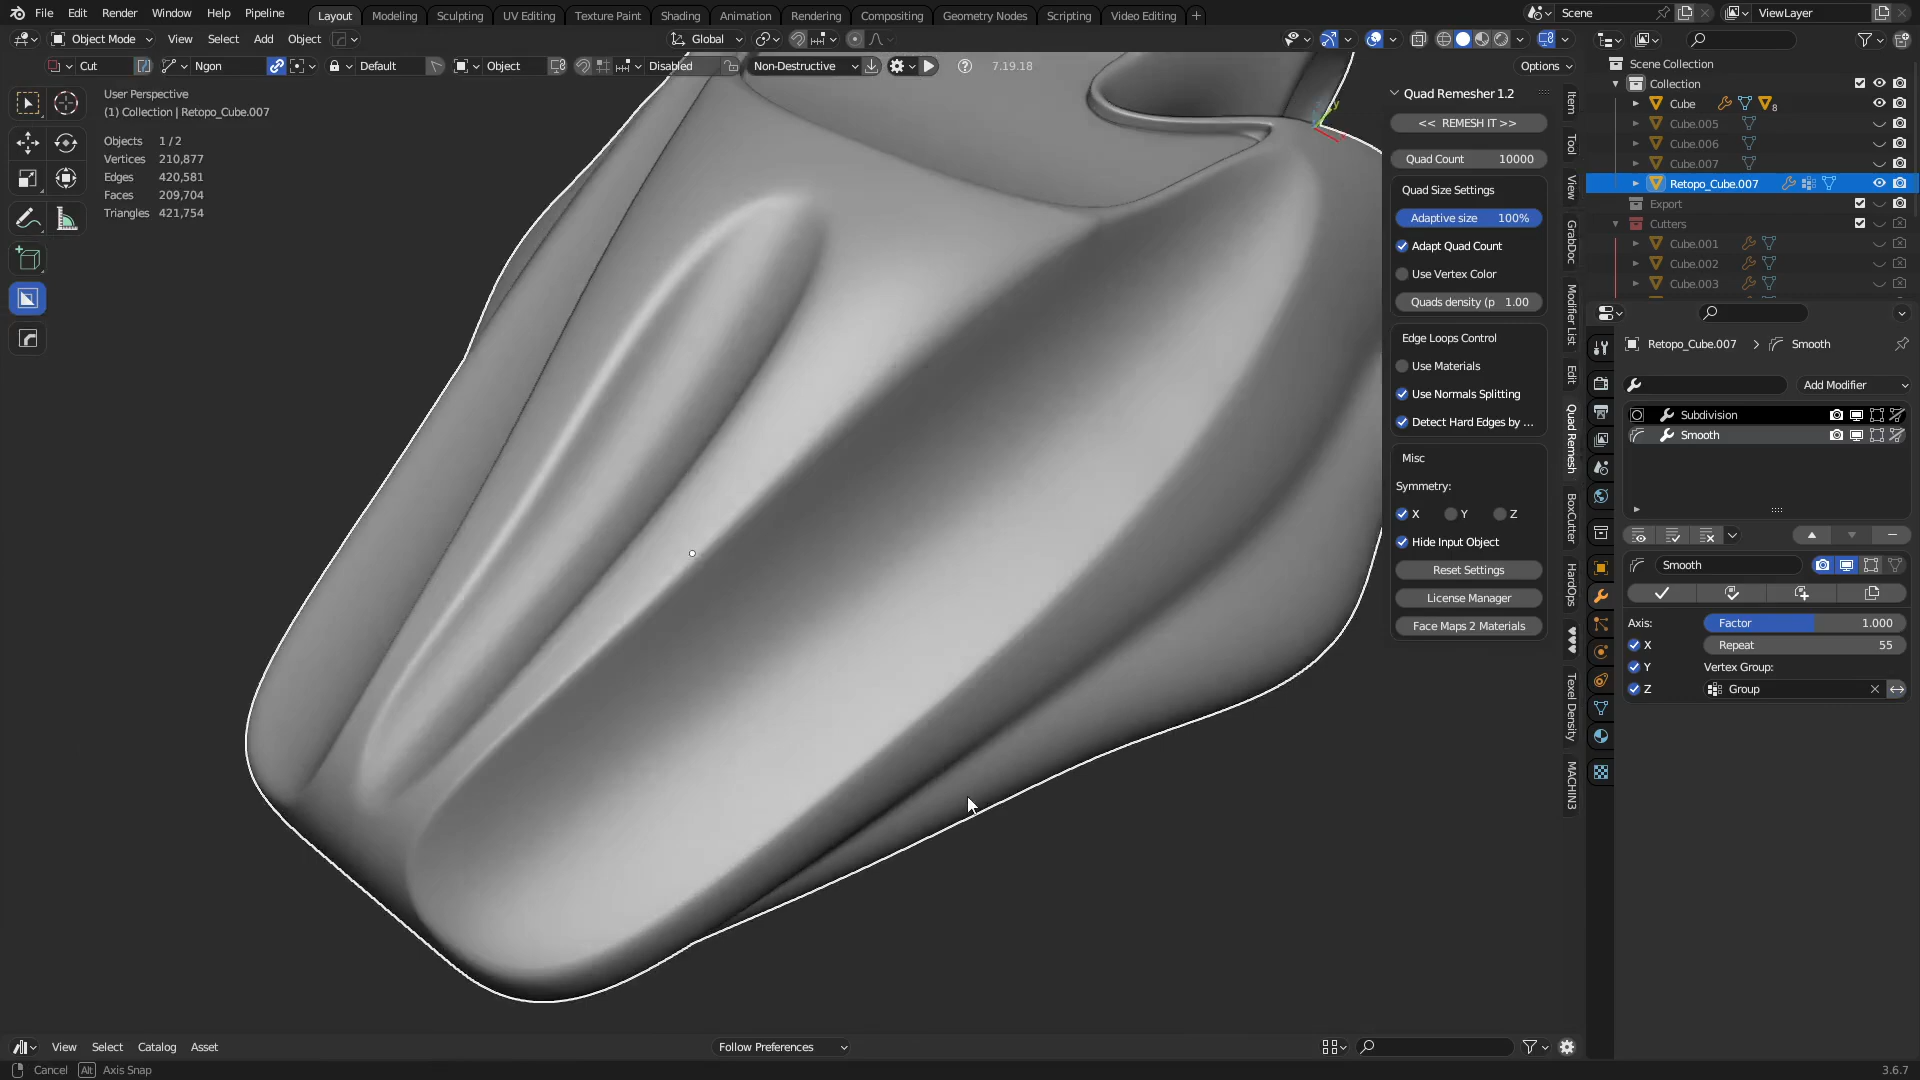 File Edit Render Window Help Pipeline Layout Modeling Sculpting UV Editing Texture Paint Shading Animation Rendering Compositing Geometry Nodes Scripting Video Editing + Scene ViewLayer
Object Mode View Select Add Object Global
Cut Ngon Default Object Disabled Non-Destructive 7.19.18 Options
User Perspective
(1) Collection | Retopo_Cube.007
Objects 1 / 2
Vertices 210,877
Edges 420,581
Faces 209,704
Triangles 421,754
Quad Remesher 1.2
<< REMESH IT >>
Quad Count 10000
Quad Size Settings
Adaptive size 100%
Adapt Quad Count
Use Vertex Color
Quads density (p 1.00
Edge Loops Control
Use Materials
Use Normals Splitting
Detect Hard Edges by ...
Misc
Symmetry:
X Y Z
Hide Input Object
Reset Settings
License Manager
Face Maps 2 Materials
Item
Tool
View
GrabDoc
Modifier List
Edit
Quad Remesh
BoxCutter
HardOps
Texel Density
MACHIN3
Scene Collection
Collection
Cube 8
Cube.005
Cube.006
Cube.007
Retopo_Cube.007
Export
Cutters
Cube.001
Cube.002
Cube.003
Retopo_Cube.007 > Smooth
Add Modifier
Subdivision
Smooth
Smooth
Axis: Factor 1.000
X Repeat 55
Y Vertex Group:
Z Group
View Select Catalog Asset Follow Preferences
Cancel Alt Axis Snap 3.6.7